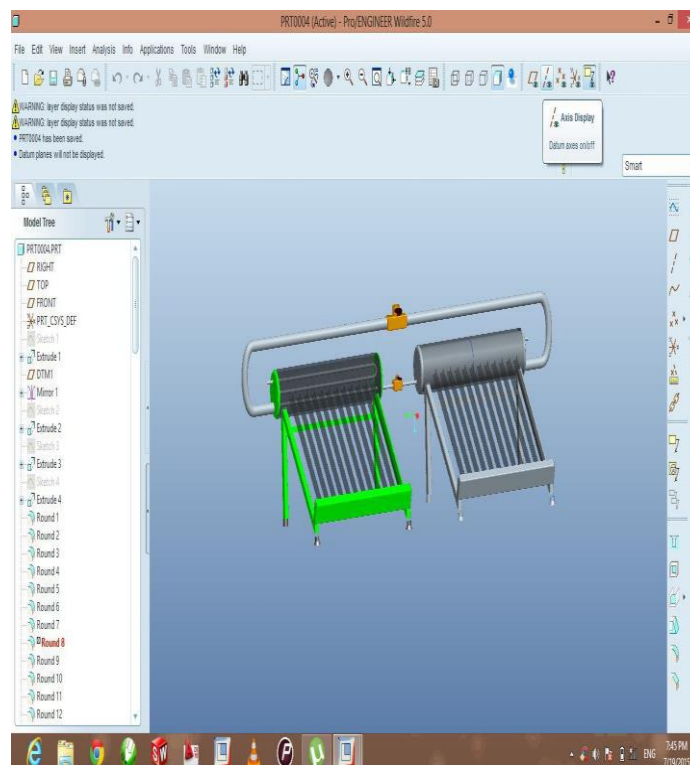 PRT0004 (Active) - Pro/ENGINEER Wildfire 5.0
File Edit View Insert Analysis Info Applications Tools Window Help
WARNING: layer display status was not saved.
WARNING: layer display status was not saved.
PRT0004 has been saved.
Datum planes will not be displayed.
Axis Display
Datum axes on/off
Smart
Model Tree
PRT0004.PRT
RIGHT
TOP
FRONT
PRT_CSYS_DEF
Sketch 1
Extrude 1
DTM1
Mirror 1
Sketch 2
Extrude 2
Sketch 3
Extrude 3
Sketch 4
Extrude 4
Round 1
Round 2
Round 3
Round 4
Round 5
Round 6
Round 7
Round 8
Round 9
Round 10
Round 11
Round 12
ENG
7:45 PM